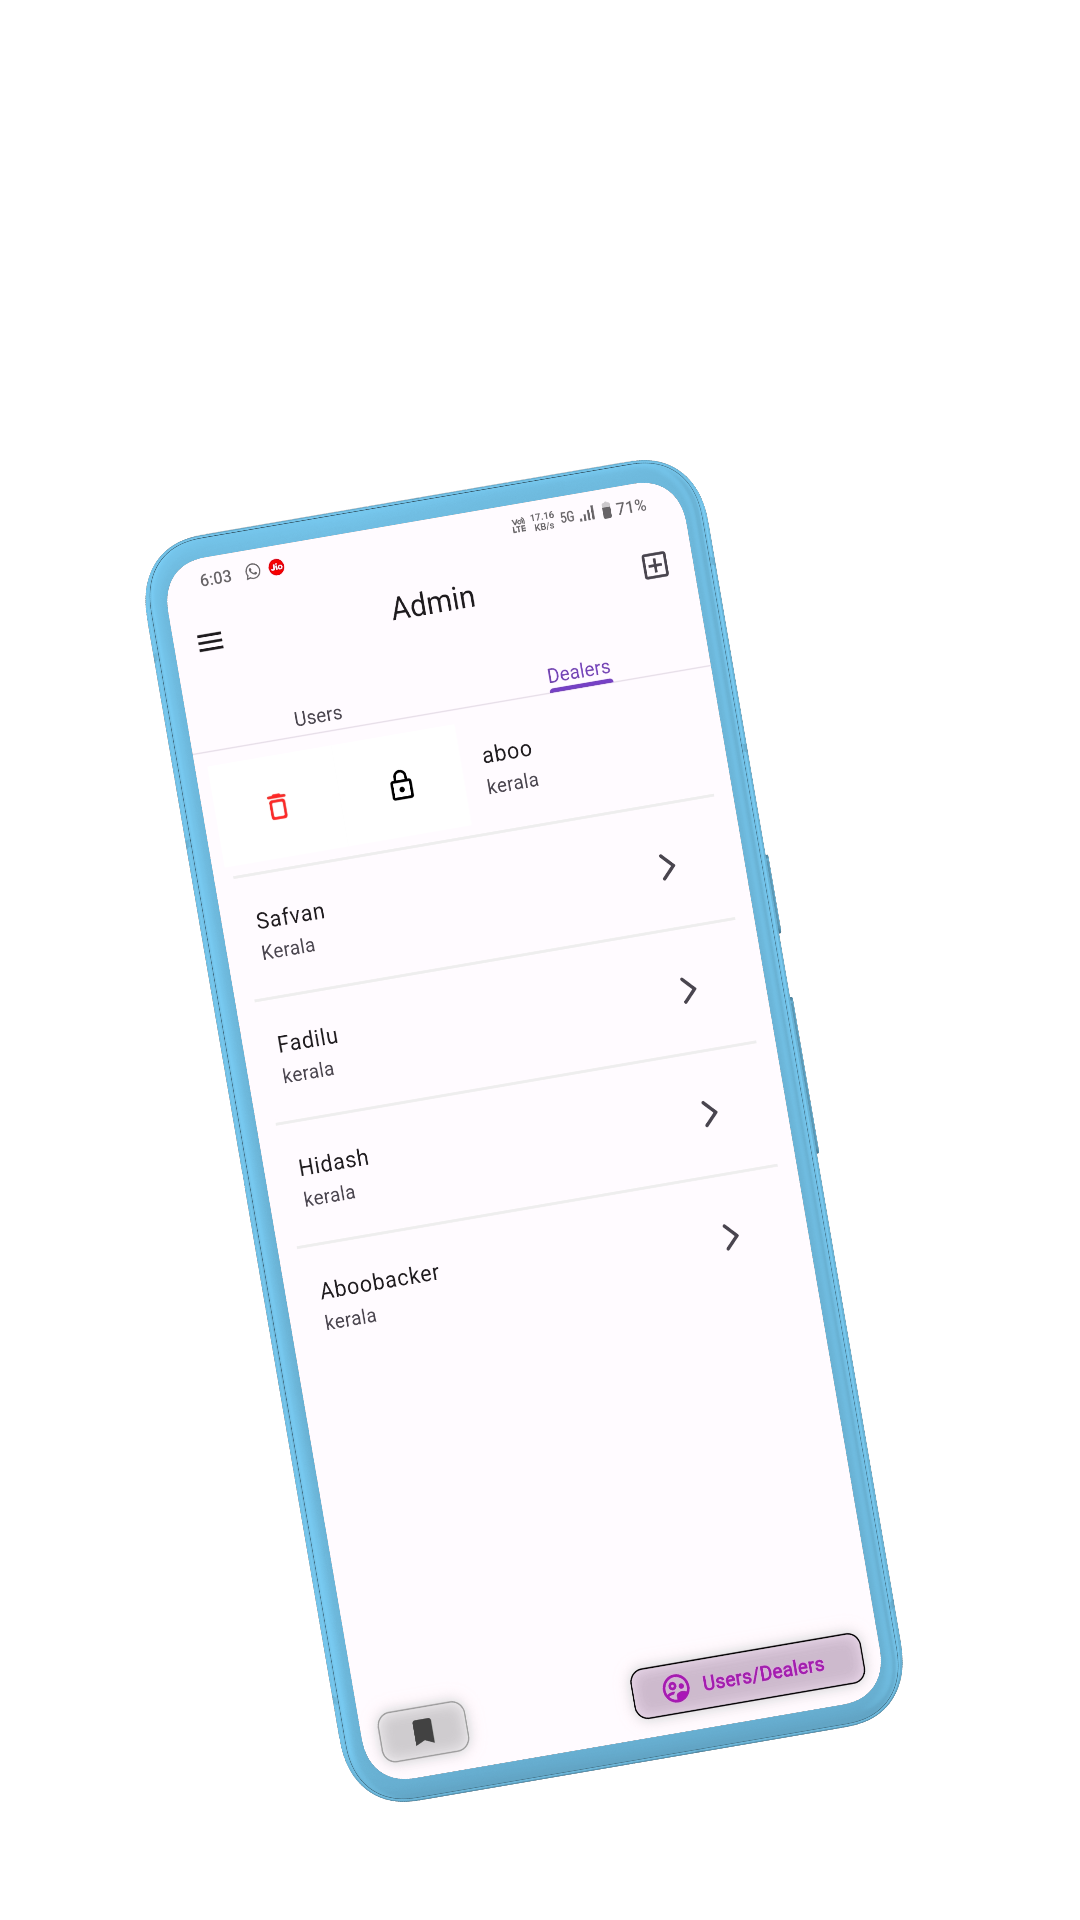 6:03 Jio Vo) LTE 17.16 KB/s 5G 71%
Admin
Users Dealers
aboo
kerala
Safvan
Kerala
Fadilu
kerala
Hidash
kerala
Aboobacker
kerala
Users/Dealers